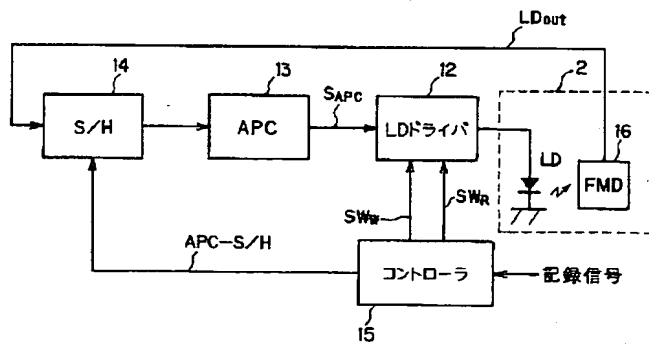 LDout
14
13
12
2
S/H
APC
SAPC
LDドライバ
LD
16
FMD
SWW
SWR
APC-S/H
コントローラ
記録信号
15